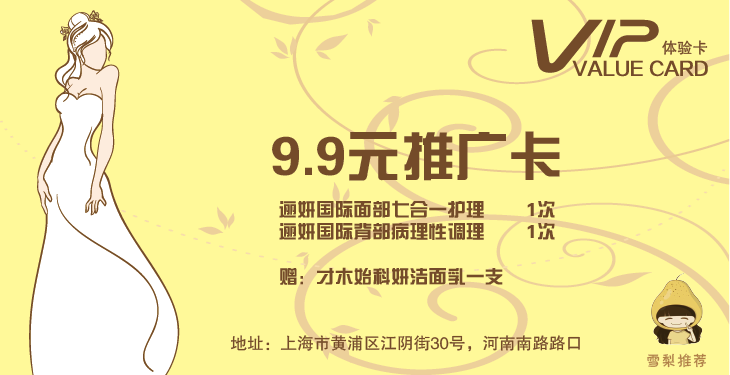 VIP 体验卡
VALUE CARD
9.9元推广卡
逦妍国际面部七合一护理 1次
逦妍国际背部病理性调理 1次
赠：才木始科妍洁面乳一支
地址：上海市黄浦区江阴街30号，河南南路路口
雪梨推荐